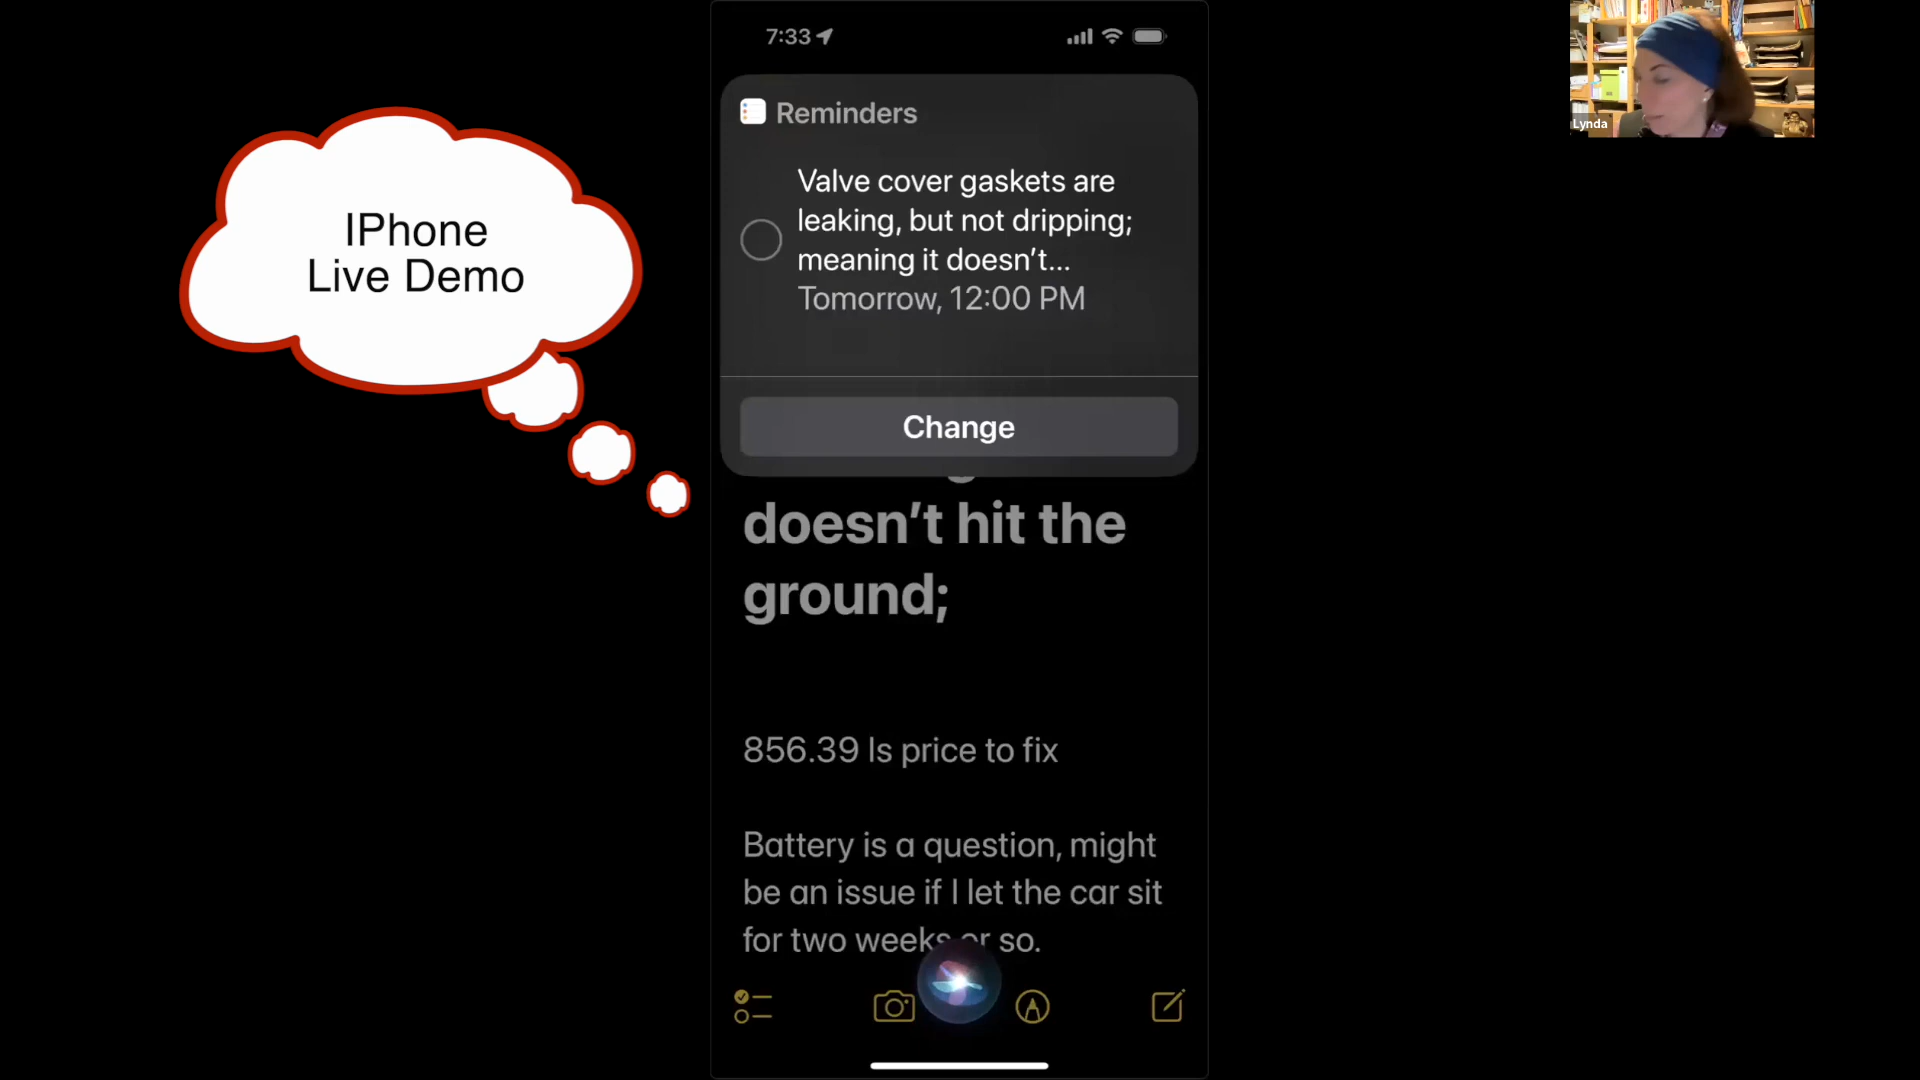 IPhone
Live Demo
7:33
Reminders
Valve cover gaskets are
leaking, but not dripping;
meaning it doesn't...
Tomorrow, 12:00 PM
Change
doesn't hit the
ground;
856.39 Is price to fix
Battery is a question, might
be an issue if I let the car sit
for two weeks or so.
Lynda